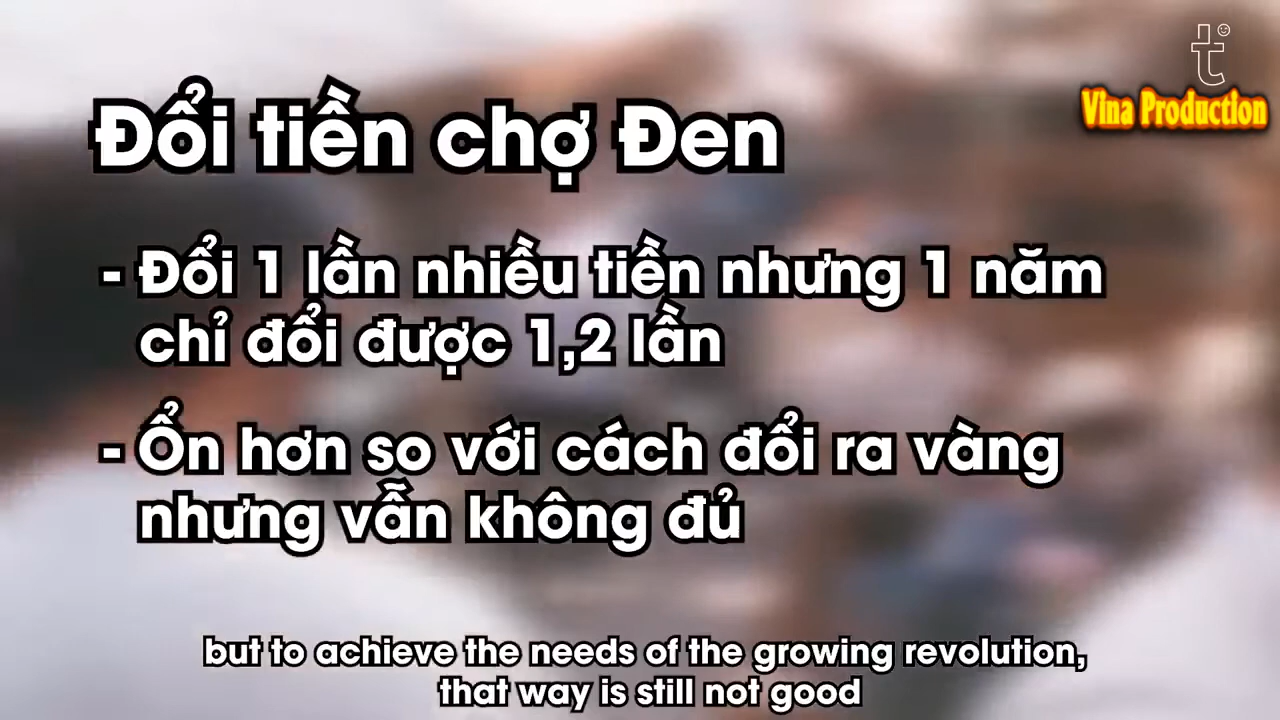 t
Vina Production
Đổi tiền chợ Đen
- Đổi 1 lần nhiều tiền nhưng 1 năm
chỉ đổi được 1,2 lần
- Ổn hơn so với cách đổi ra vàng
nhưng vẫn không đủ
but to achieve the needs of the growing revolution,
that way is still not good